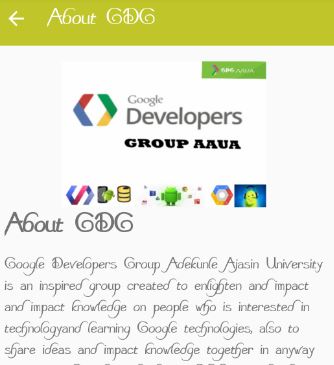 About GDG
GDG AAUA
Google
Developers
GROUP AAUA
About GDG
Google Developers Group Adekunle Ajasin University
is an inspired group created to enlighten and impact
and impact knowledge on people who is interested in
technologyand learning Google technologies, also to
share ideas and impact knowledge together in anyway